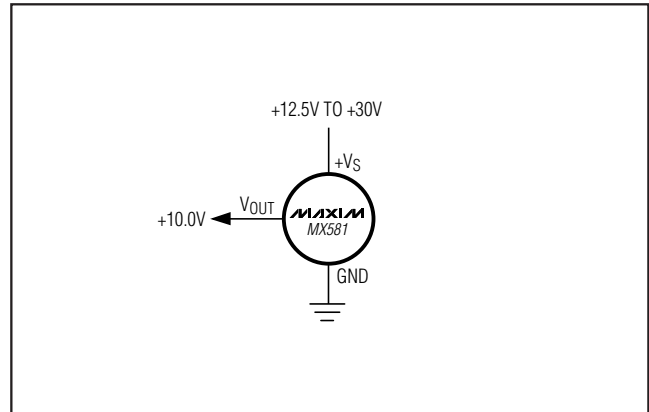 +12.5V TO +30V
+VS
VOUT
+10.0V
MAXIM
MX581
GND